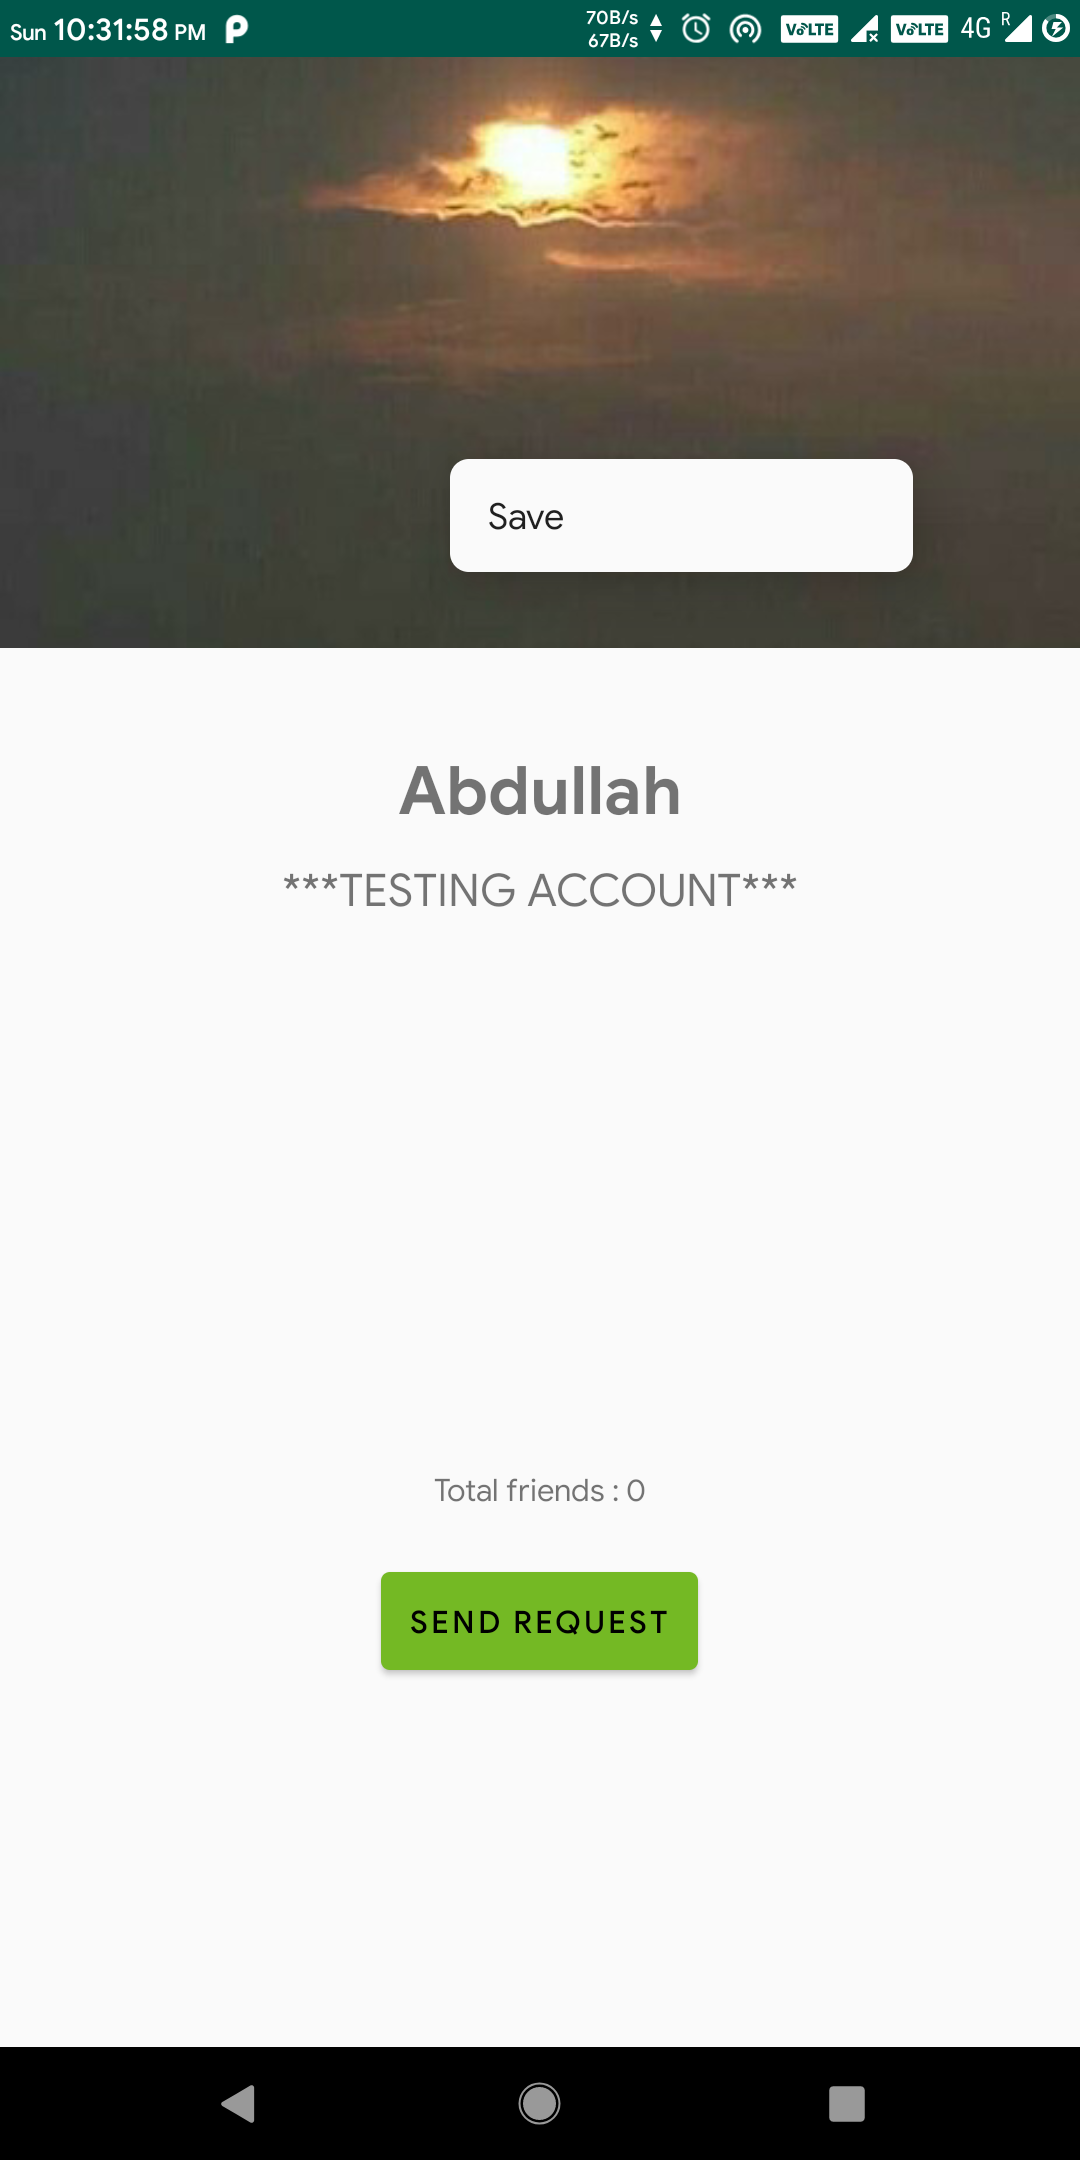 Sun 10:31:58 PM
70B/s
67B/s
VoLTE
VoLTE
4G
R
Save
Abdullah
***TESTING ACCOUNT***
Total friends : 0
SEND REQUEST